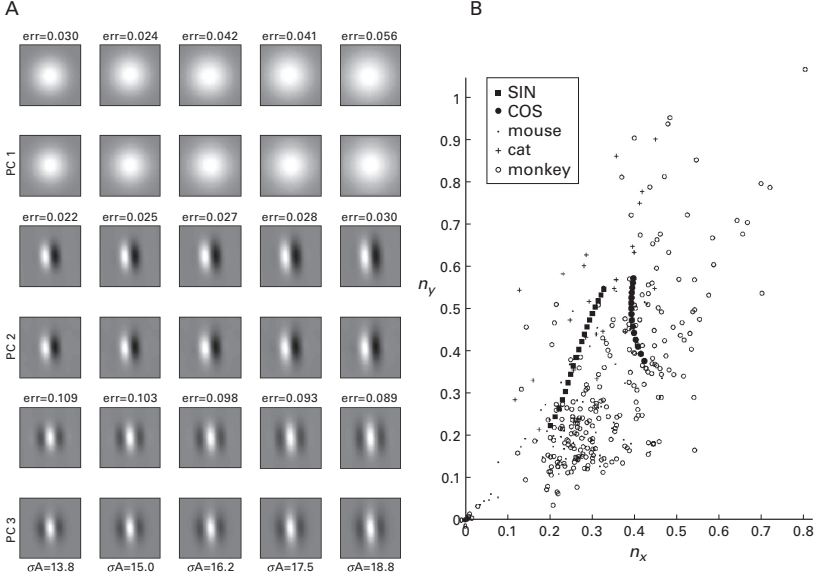 A
err=0.030 err=0.024 err=0.042 err=0.041 err=0.056
PC 1
err=0.022 err=0.025 err=0.027 err=0.028 err=0.030
PC 2
err=0.109 err=0.103 err=0.098 err=0.093 err=0.089
PC 3
σA=13.8 σA=15.0 σA=16.2 σA=17.5 σA=18.8
B
SIN
COS
mouse
cat
monkey
1
0.9
0.8
0.7
0.6
0.5
0.4
0.3
0.2
0.1
0
n_y
0 0.1 0.2 0.3 0.4 0.5 0.6 0.7 0.8
n_x